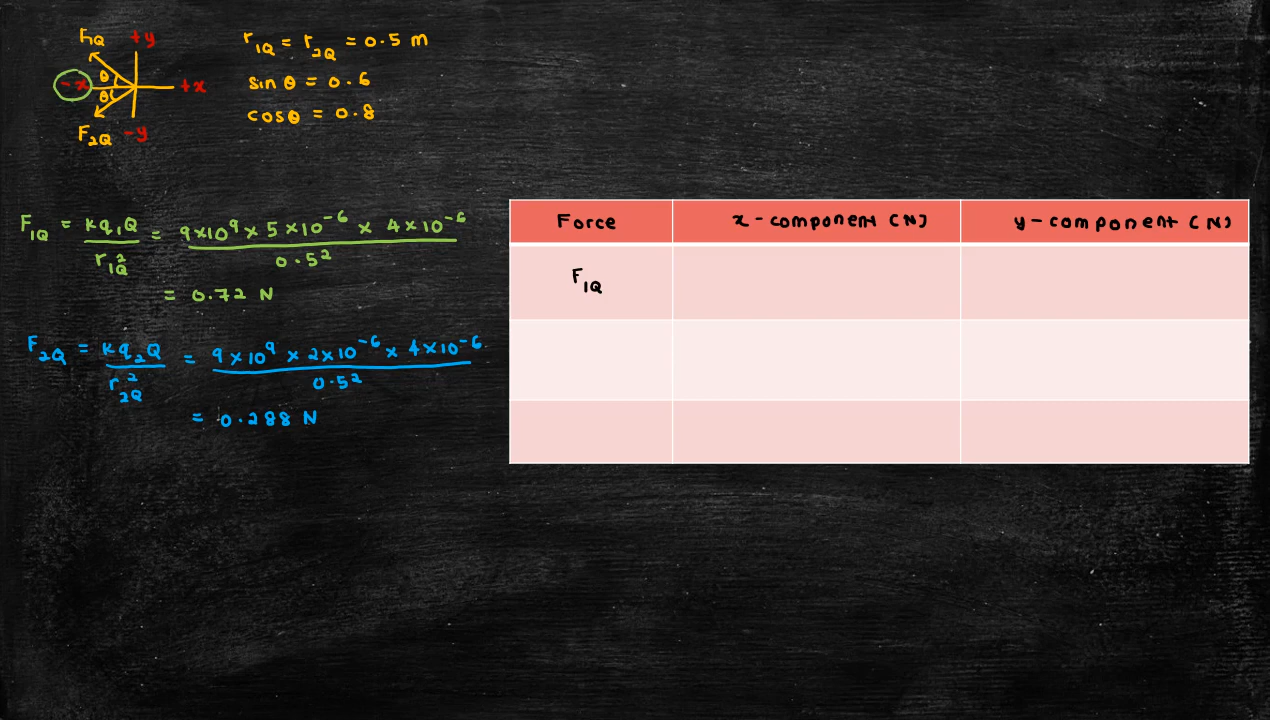 F₁Q +y
θ
-x +x
θ
F₂Q -y
r₁Q = r₂Q = 0.5 m
sin θ = 0.6
cosθ = 0.8
F₁Q = kq₁Q / r₁Q² = 9×10⁹ × 5×10⁻⁶ × 4×10⁻⁶ / 0.5²
= 0.72 N
F₂Q = kq₂Q / r₂Q² = 9×10⁹ × 2×10⁻⁶ × 4×10⁻⁶ / 0.5²
= 0.288 N
Force x-component (N) y-component (N)
F₁Q